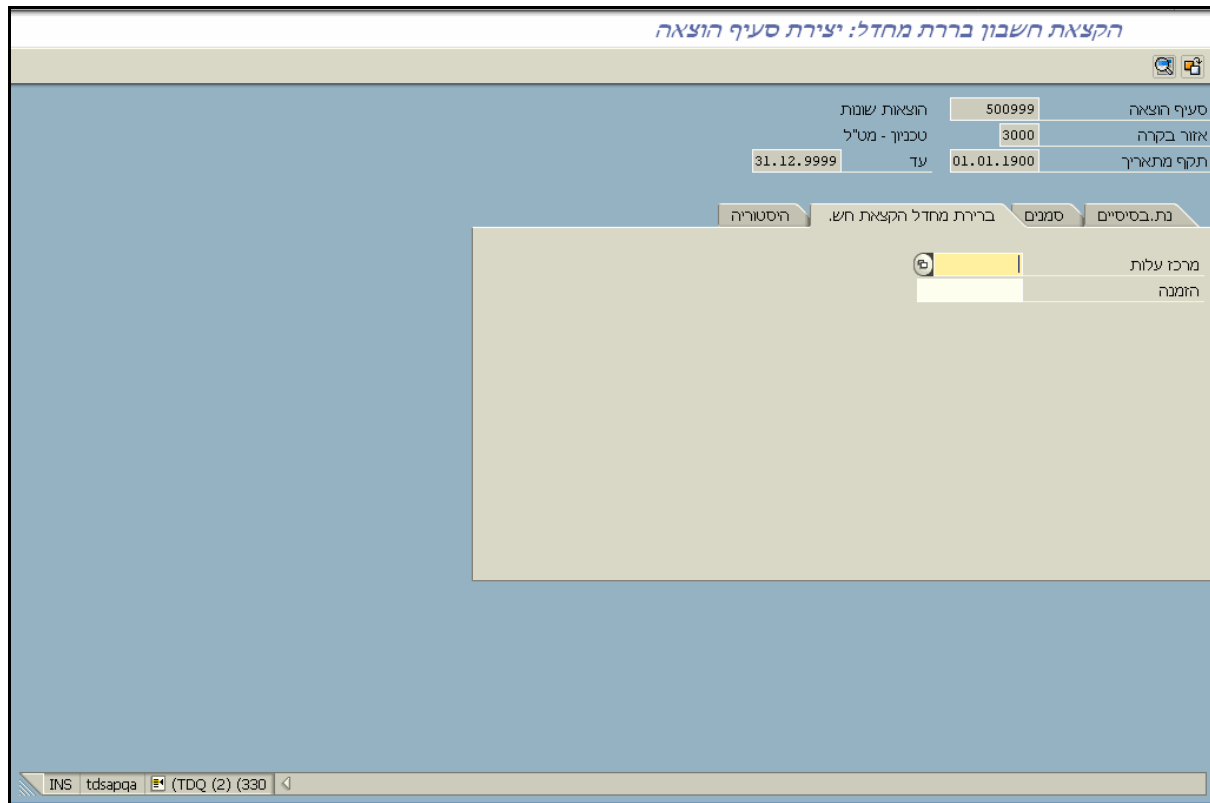 הקצאת חשבון בררת מחדל: יצירת סעיף הוצאה
סעיף הוצאה 500999 הוצאות שונות
אזור בקרה 3000 טכניון - מט"ל
תקף מתאריך 01.01.1900 עד 31.12.9999
נת.בסיסיים סמנים ברירת מחדל הקצאת חש. היסטוריה
מרכז עלות
הזמנה
INS tdsapqa (TDQ (2) (330